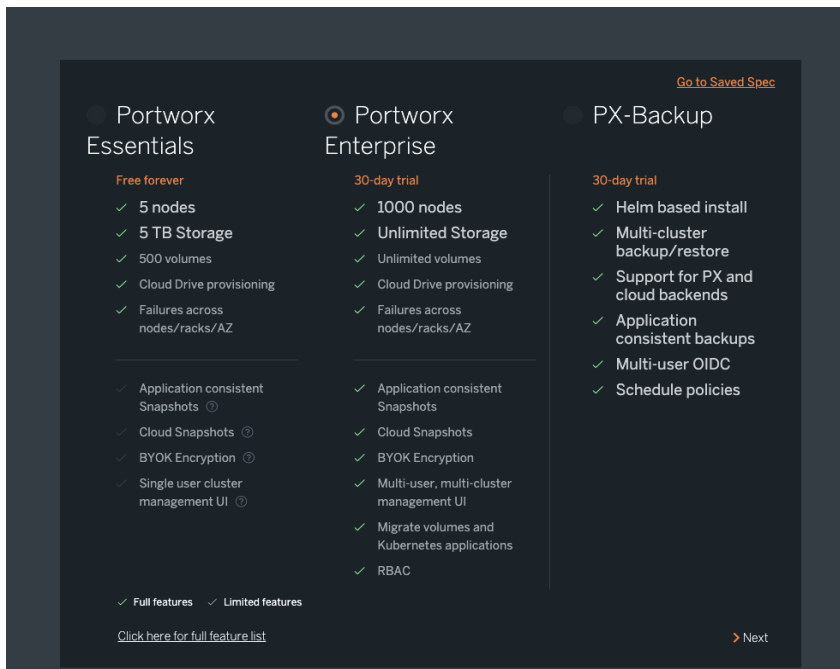 Go to Saved Spec
Portworx
Essentials
Free forever
5 nodes
5 TB Storage
500 volumes
Cloud Drive provisioning
Failures across
nodes/racks/AZ
Application consistent
Snapshots ?
Cloud Snapshots ?
BYOK Encryption ?
Single user cluster
management UI ?
Portworx
Enterprise
30-day trial
1000 nodes
Unlimited Storage
Unlimited volumes
Cloud Drive provisioning
Failures across
nodes/racks/AZ
Application consistent
Snapshots
Cloud Snapshots
BYOK Encryption
Multi-user, multi-cluster
management UI
Migrate volumes and
Kubernetes applications
RBAC
PX-Backup
30-day trial
Helm based install
Multi-cluster
backup/restore
Support for PX and
cloud backends
Application
consistent backups
Multi-user OIDC
Schedule policies
Full features Limited features
Click here for full feature list
Next